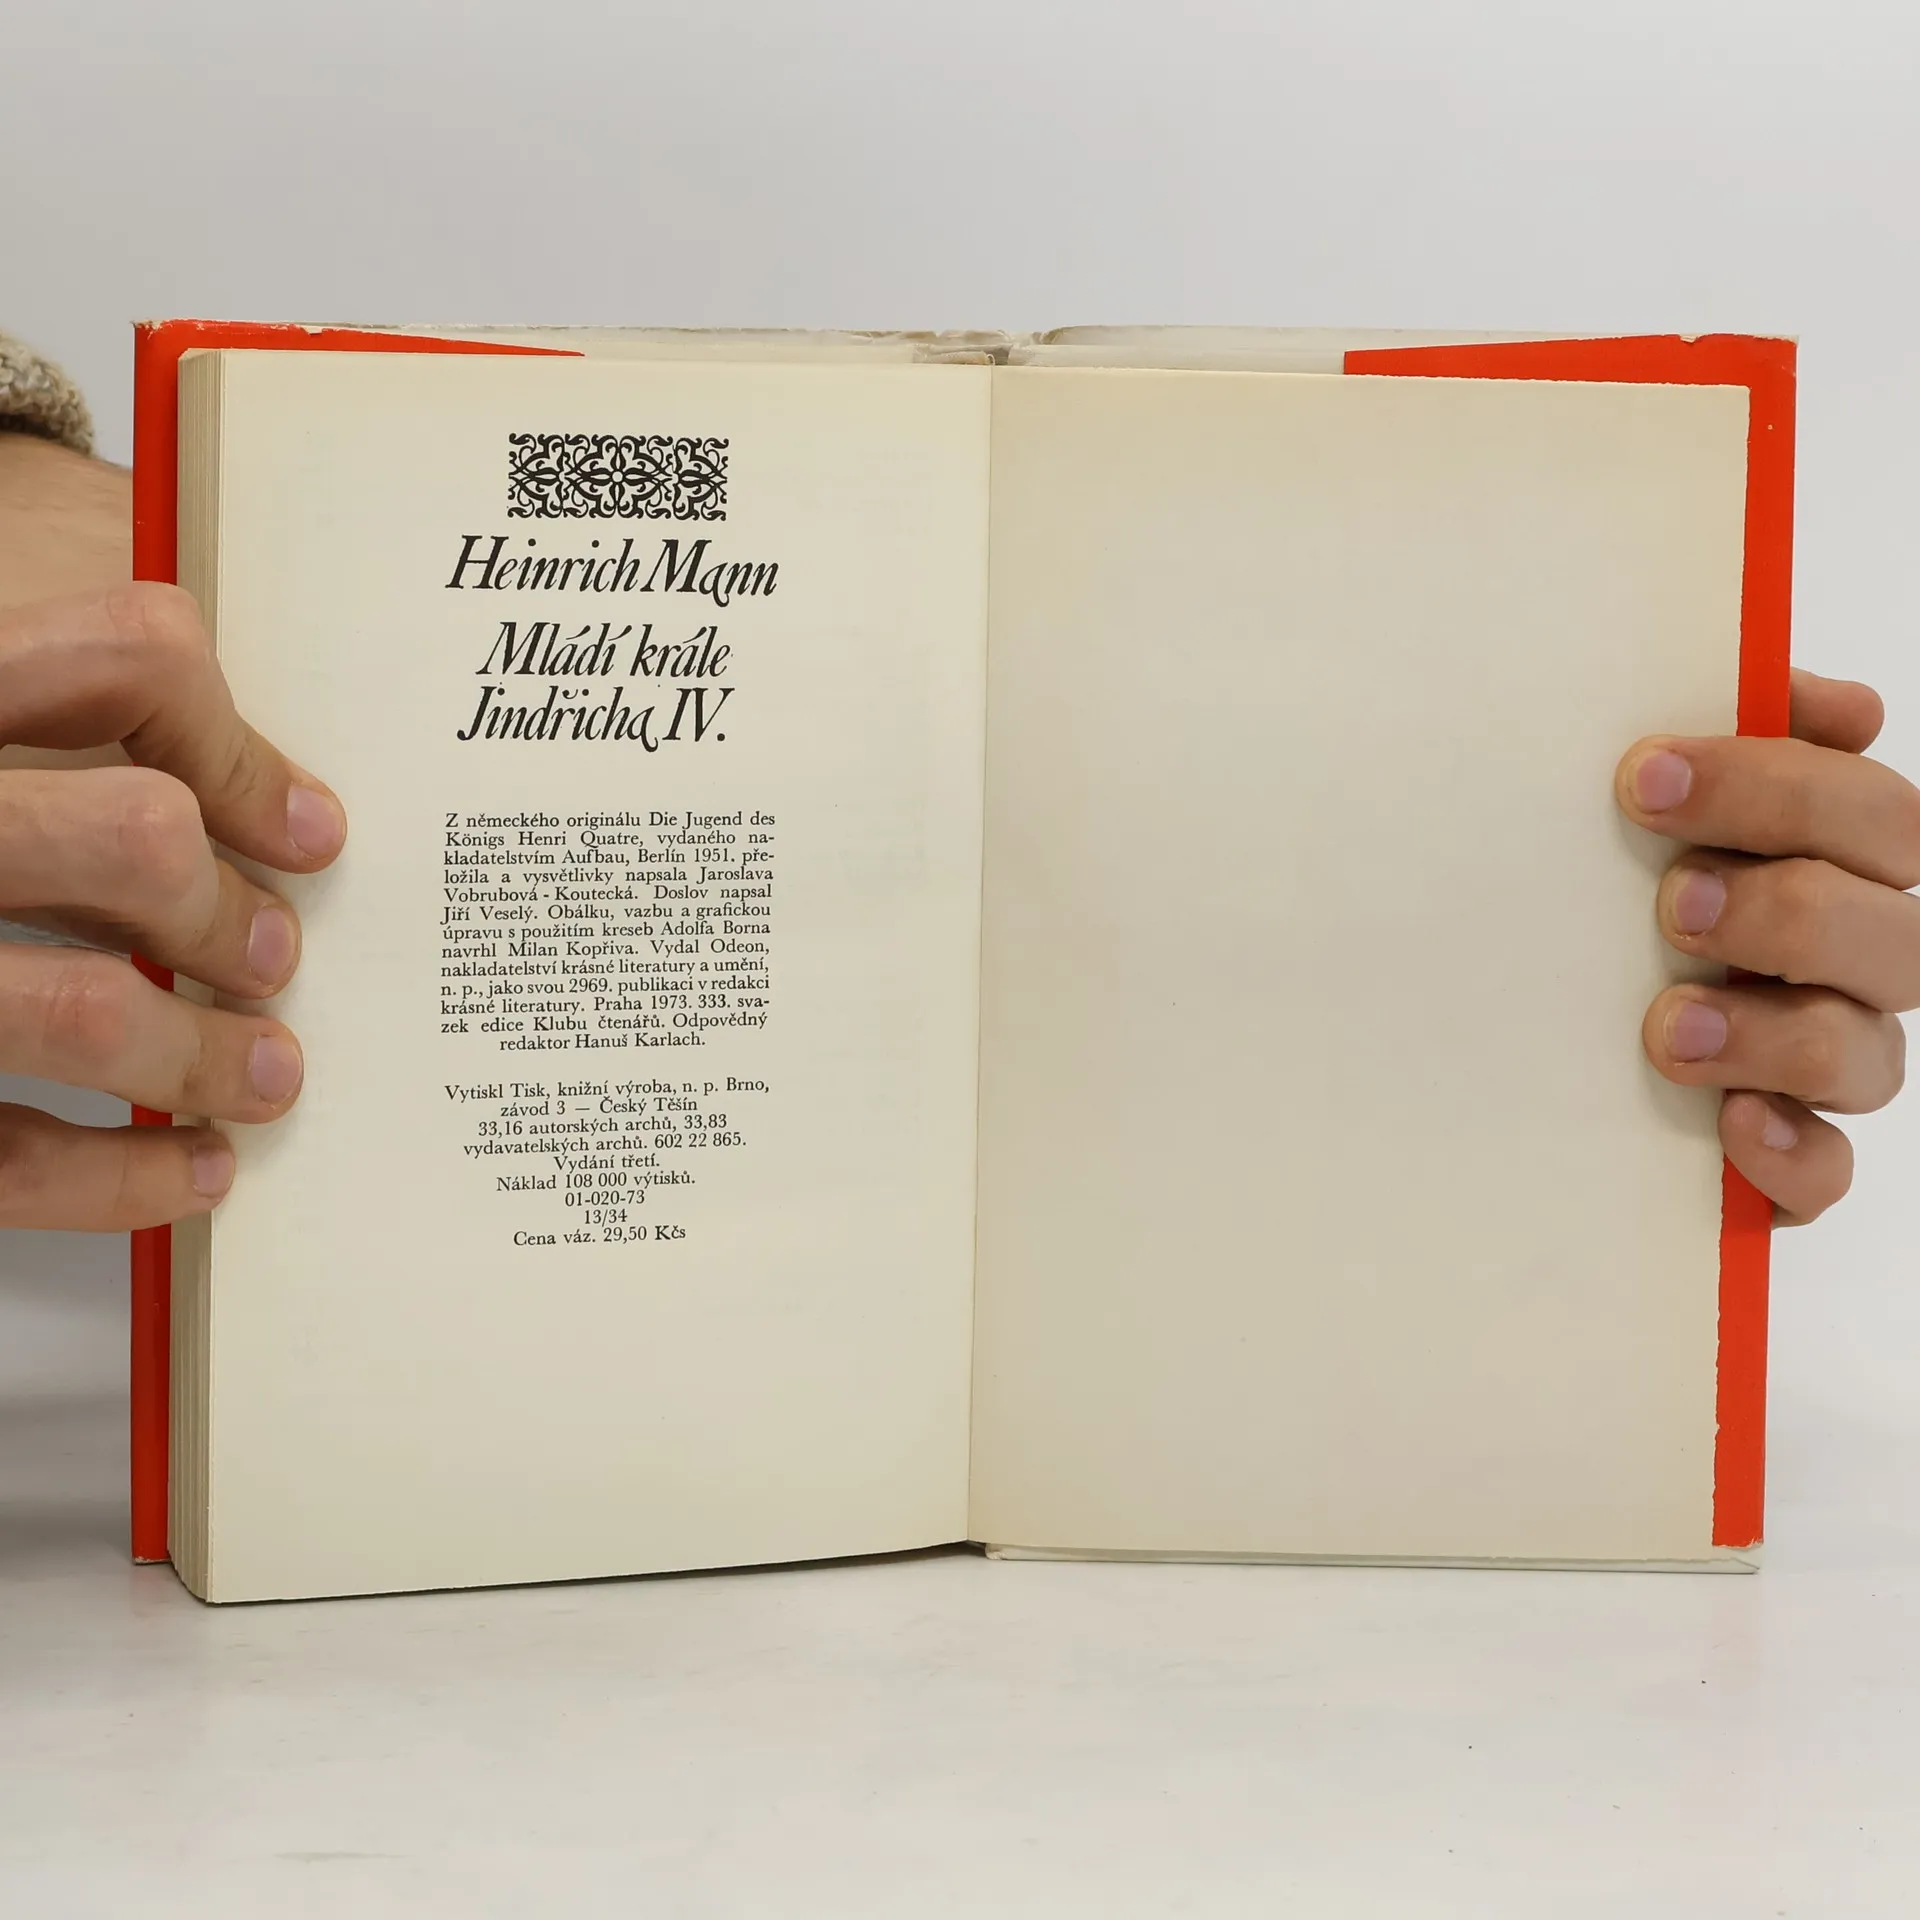 Heinrich Mann
Mládí krále
Jindřicha IV.
Z německého originálu Die Jugend des
Königs Henri Quatre, vydaného na-
kladatelstvím Aufbau, Berlín 1951. pře-
ložila a vysvětlivky napsala Jaroslava
Vobrubová - Koutecká. Doslov napsal
Jiří Veselý. Obálku, vazbu a grafickou
úpravu s použitím kreseb Adolfa Borna
navrhl Milan Kopřiva. Vydal Odeon,
nakladatelství krásné literatury a umění,
n. p., jako svou 2969. publikaci v redakci
krásné literatury. Praha 1973. 333. sva-
zek edice Klubu čtenářů. Odpovědný
redaktor Hanuš Karlach.
Vytiskl Tisk, knižní výroba, n. p. Brno,
závod 3 — Český Těšín
33,16 autorských archů, 33,83
vydavatelských archů. 602 22 865.
Vydání třetí.
Náklad 108 000 výtisků.
01-020-73
13/34
Cena váz. 29,50 Kčs